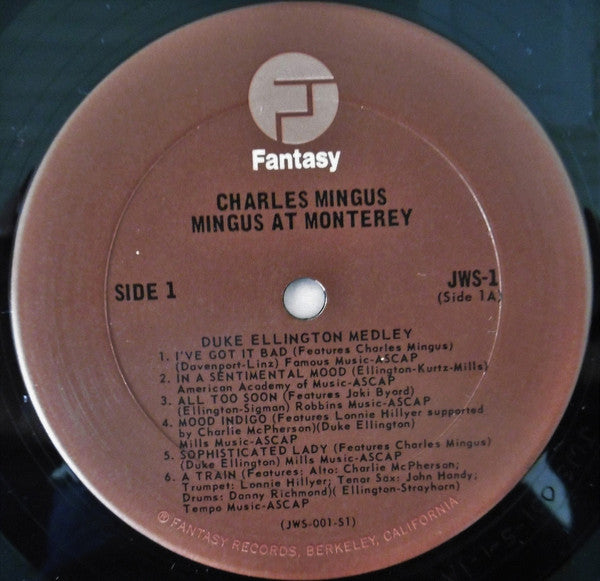 Fantasy
CHARLES MINGUS
MINGUS AT MONTEREY
SIDE 1
JWS-1
(Side 1A)
DUKE ELLINGTON MEDLEY
1. I'VE GOT IT BAD (Features Charles Mingus)
(Davenport-Linz) Famous Music-ASCAP
2. IN A SENTIMENTAL MOOD (Ellington-Kurtz-Mills)
American Academy of Music-ASCAP
3. ALL TOO SOON (Features Jaki Byard)
(Ellington-Sigman) Robbins Music-ASCAP
4. MOOD INDIGO (Features Lonnie Hillyer supported
by Charlie McPherson)(Duke Ellington)
Mills Music-ASCAP
5. SOPHISTICATED LADY (Features Charles Mingus)
(Duke Ellington) Mills Music-ASCAP
6. A TRAIN (Features: Alto: Charlie McPherson;
Trumpet: Lonnie Hillyer; Tenor Sax: John Handy;
Drums: Danny Richmond)( Ellington-Strayhorn)
Tempo Music-ASCAP
(JWS-001-S1)
℗ FANTASY RECORDS, BERKELEY, CALIFORNIA